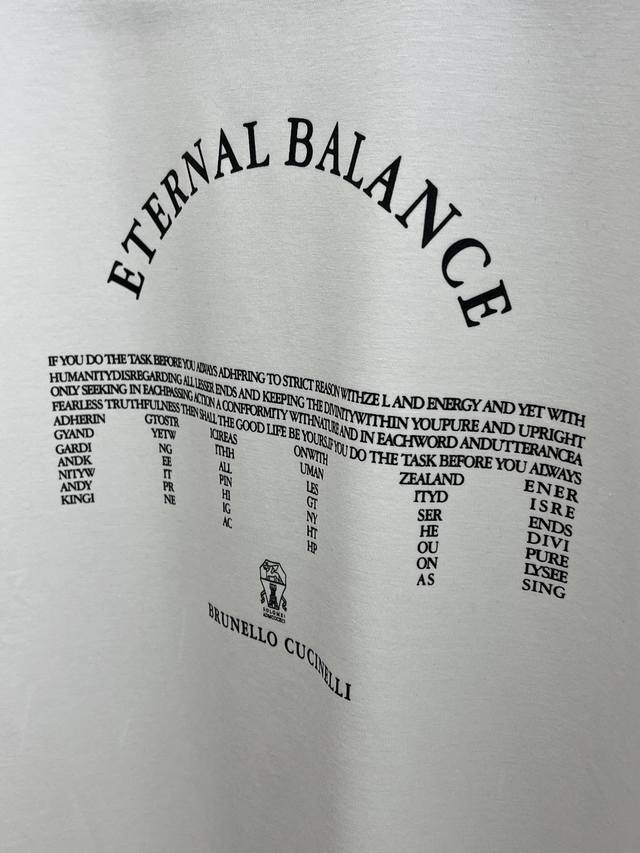 ETERNAL BALANCE
IF YOU DO THE TASK BEFORE YOU ALWAYS ADHFRING TO STRICT REASON WITHZE L AND ENERGY AND YET WITH
HUMANITYDISREGARDING ALL LESSER ENDS AND KEEPING THE DIVINITYWITHIN YOUPURE AND UPRIGHT
ONLY SEEKING IN EACHPASSING ACTION A CONFFORMITY WITHNATURE AND IN EACHWORD ANDUTTERANCEA
FEARLESS TRUTHFULNESS THEN SHALL THE GOOD LIFE BE YOURS.IF YOU DO THE TASK BEFORE YOU ALWAYS
ADHERIN GTOSTR ICIREAS ONWITH ZEALAND ENER
GYAND YETW ITHH UMAN ITYD ISRE
GARDI NG ALL LES SER ENDS
ANDK EE PIN GT HE DIVI
NITYW IT HI NY OU PURE
ANDY PR IG HT ON LYSEE
KINGI NE AC HP AS SING
SOLOMEI
BRUNELLO CUCINELLI